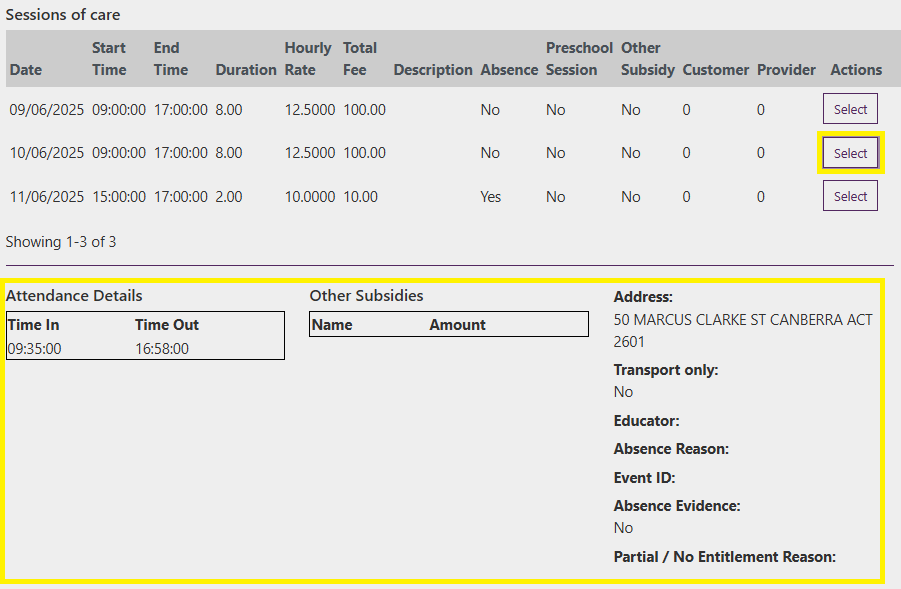 Sessions of care
Date Start Time End Time Duration Hourly Rate Total Fee Description Absence Preschool Session Other Subsidy Customer Provider Actions
09/06/2025 09:00:00 17:00:00 8.00 12.5000 100.00 No No No 0 0 Select
10/06/2025 09:00:00 17:00:00 8.00 12.5000 100.00 No No No 0 0 Select
11/06/2025 15:00:00 17:00:00 2.00 10.0000 10.00 Yes No No 0 0 Select
Showing 1-3 of 3
Attendance Details
Time In Time Out
09:35:00 16:58:00
Other Subsidies
Name Amount
Address:
50 MARCUS CLARKE ST CANBERRA ACT
2601
Transport only:
No
Educator:
Absence Reason:
Event ID:
Absence Evidence:
No
Partial / No Entitlement Reason: